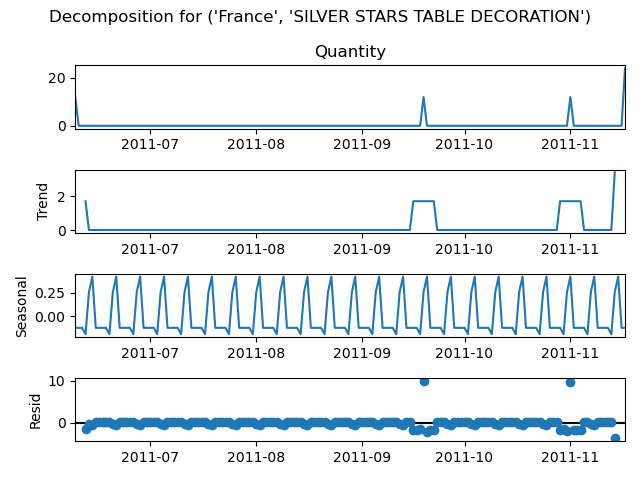 Decomposition for ('France', 'SILVER STARS TABLE DECORATION')
Quantity
20
0
2011-07 2011-08 2011-09 2011-10 2011-11
Trend
2
0
2011-07 2011-08 2011-09 2011-10 2011-11
Seasonal
0.25
0.00
2011-07 2011-08 2011-09 2011-10 2011-11
Resid
10
0
2011-07 2011-08 2011-09 2011-10 2011-11